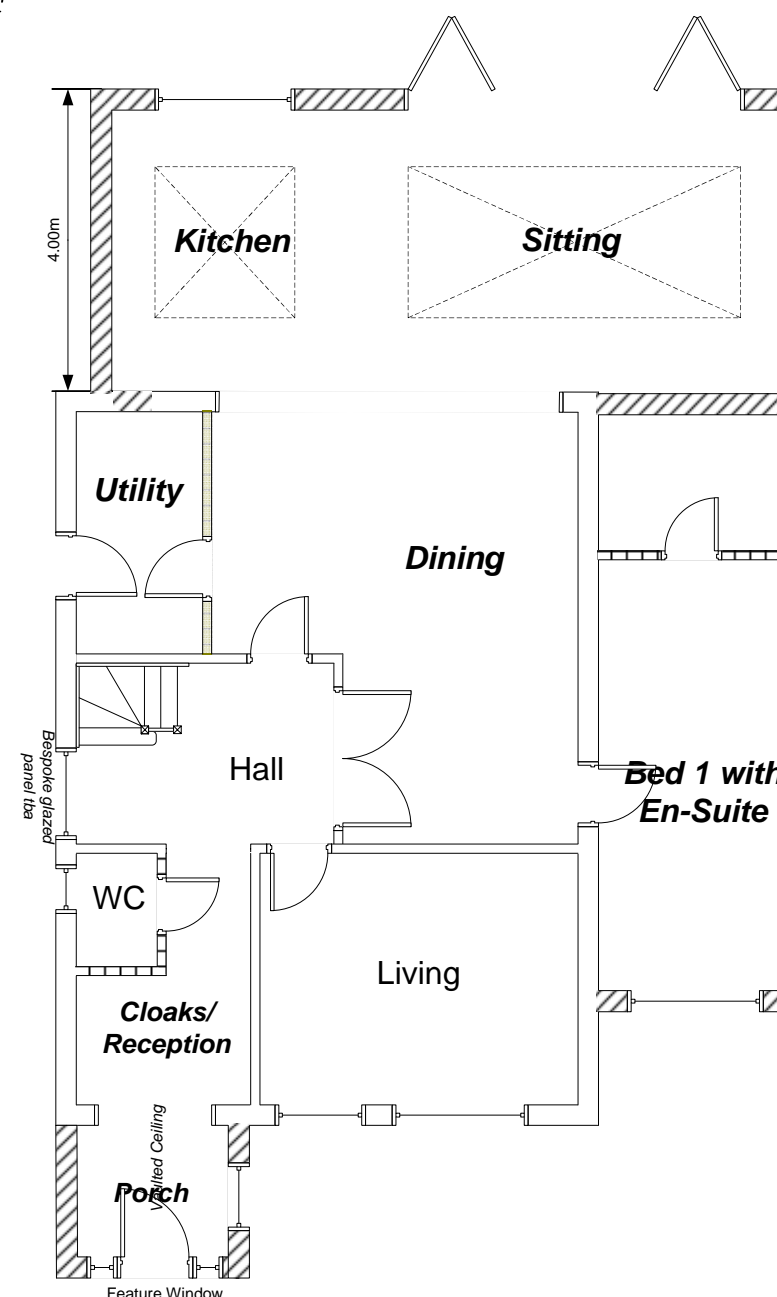 4.00m
Kitchen
Sitting
Utility
Dining
Hall
Bespoke glazed
panel tba
Bed 1 with
En-Suite
WC
Living
Cloaks/
Reception
Vaulted Ceiling
Porch
Feature Window